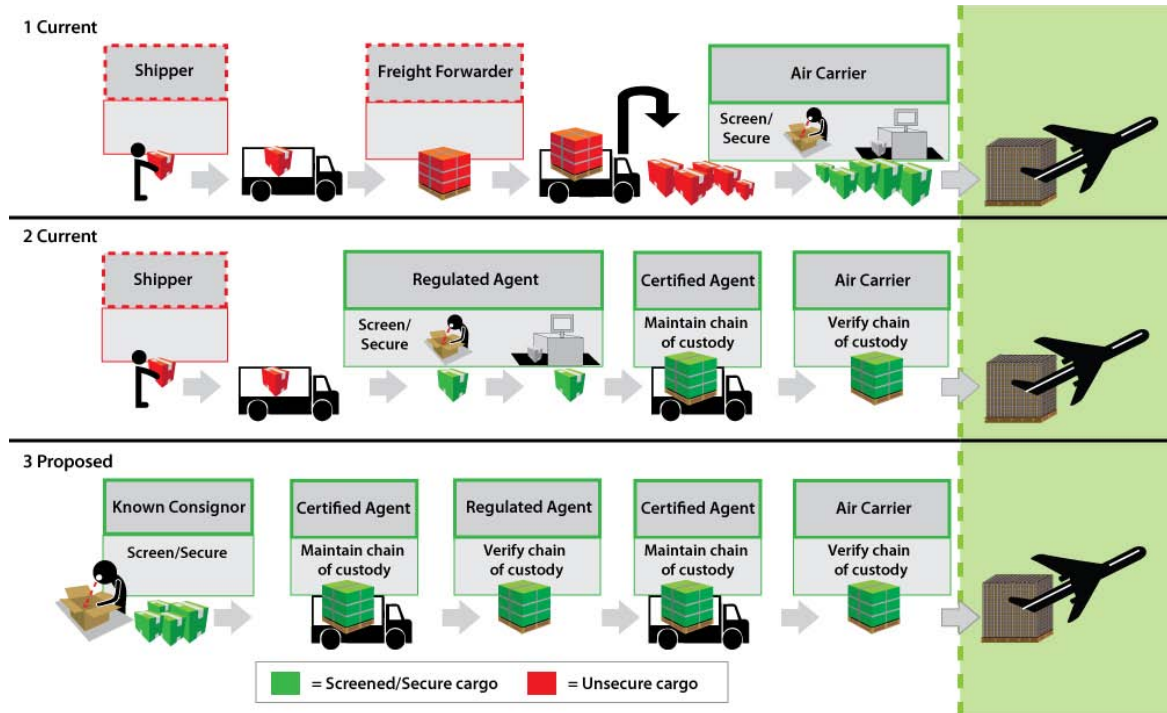 1 Current
Shipper
Freight Forwarder
Air Carrier
Screen/
Secure
2 Current
Shipper
Regulated Agent
Certified Agent
Air Carrier
Screen/
Secure
Maintain chain
of custody
Verify chain
of custody
3 Proposed
Known Consignor
Certified Agent
Regulated Agent
Certified Agent
Air Carrier
Screen/Secure
Maintain chain
of custody
Verify chain
of custody
Maintain chain
of custody
Verify chain
of custody
= Screened/Secure cargo
= Unsecure cargo